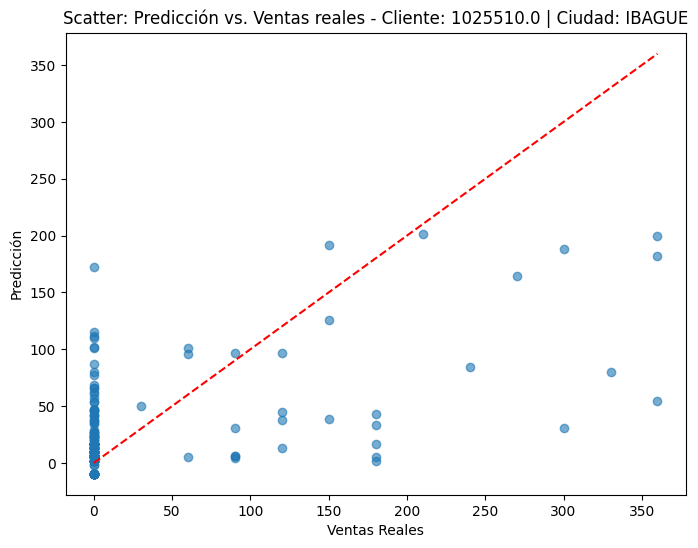 Scatter: Predicción vs. Ventas reales - Cliente: 1025510.0 | Ciudad: IBAGUE
Predicción
350
300
250
200
150
100
50
0
0 50 100 150 200 250 300 350
Ventas Reales